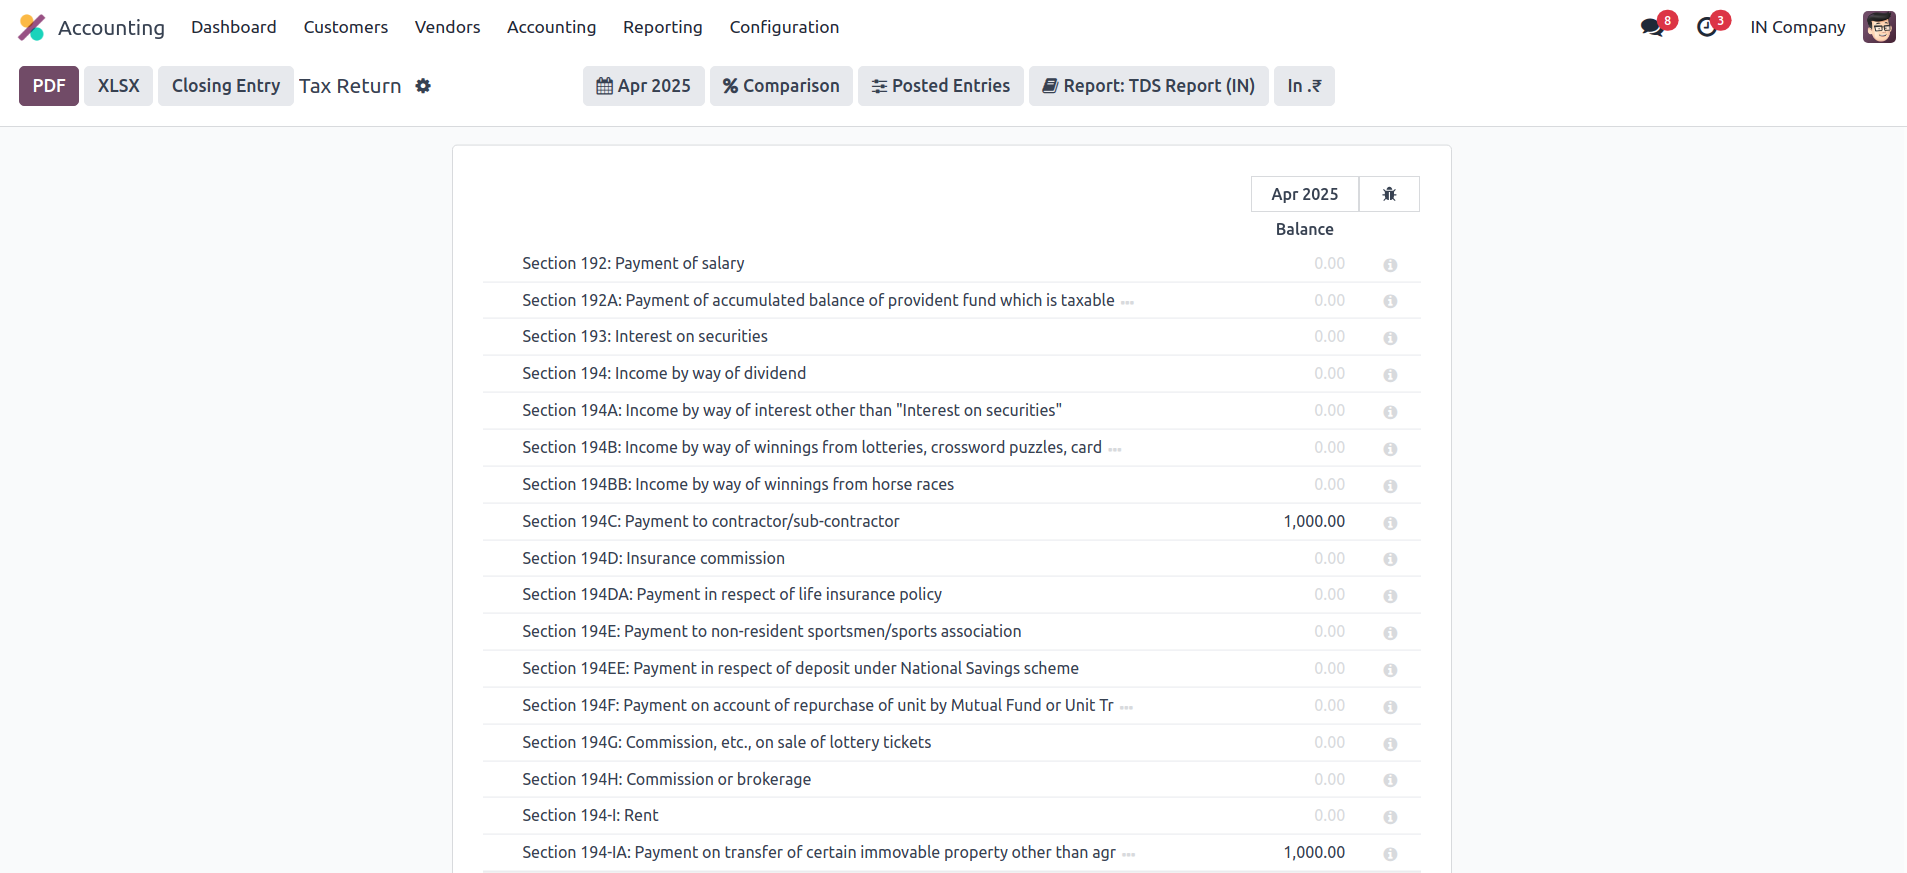 Accounting Dashboard Customers Vendors Accounting Reporting Configuration 8 3 IN Company
PDF XLSX Closing Entry Tax Return Apr 2025 % Comparison Posted Entries Report: TDS Report (IN) In .₹
Apr 2025
Balance
Section 192: Payment of salary 0.00
Section 192A: Payment of accumulated balance of provident fund which is taxable ... 0.00
Section 193: Interest on securities 0.00
Section 194: Income by way of dividend 0.00
Section 194A: Income by way of interest other than "Interest on securities" 0.00
Section 194B: Income by way of winnings from lotteries, crossword puzzles, card ... 0.00
Section 194BB: Income by way of winnings from horse races 0.00
Section 194C: Payment to contractor/sub-contractor 1,000.00
Section 194D: Insurance commission 0.00
Section 194DA: Payment in respect of life insurance policy 0.00
Section 194E: Payment to non-resident sportsmen/sports association 0.00
Section 194EE: Payment in respect of deposit under National Savings scheme 0.00
Section 194F: Payment on account of repurchase of unit by Mutual Fund or Unit Tr ... 0.00
Section 194G: Commission, etc., on sale of lottery tickets 0.00
Section 194H: Commission or brokerage 0.00
Section 194-I: Rent 0.00
Section 194-IA: Payment on transfer of certain immovable property other than agr ... 1,000.00